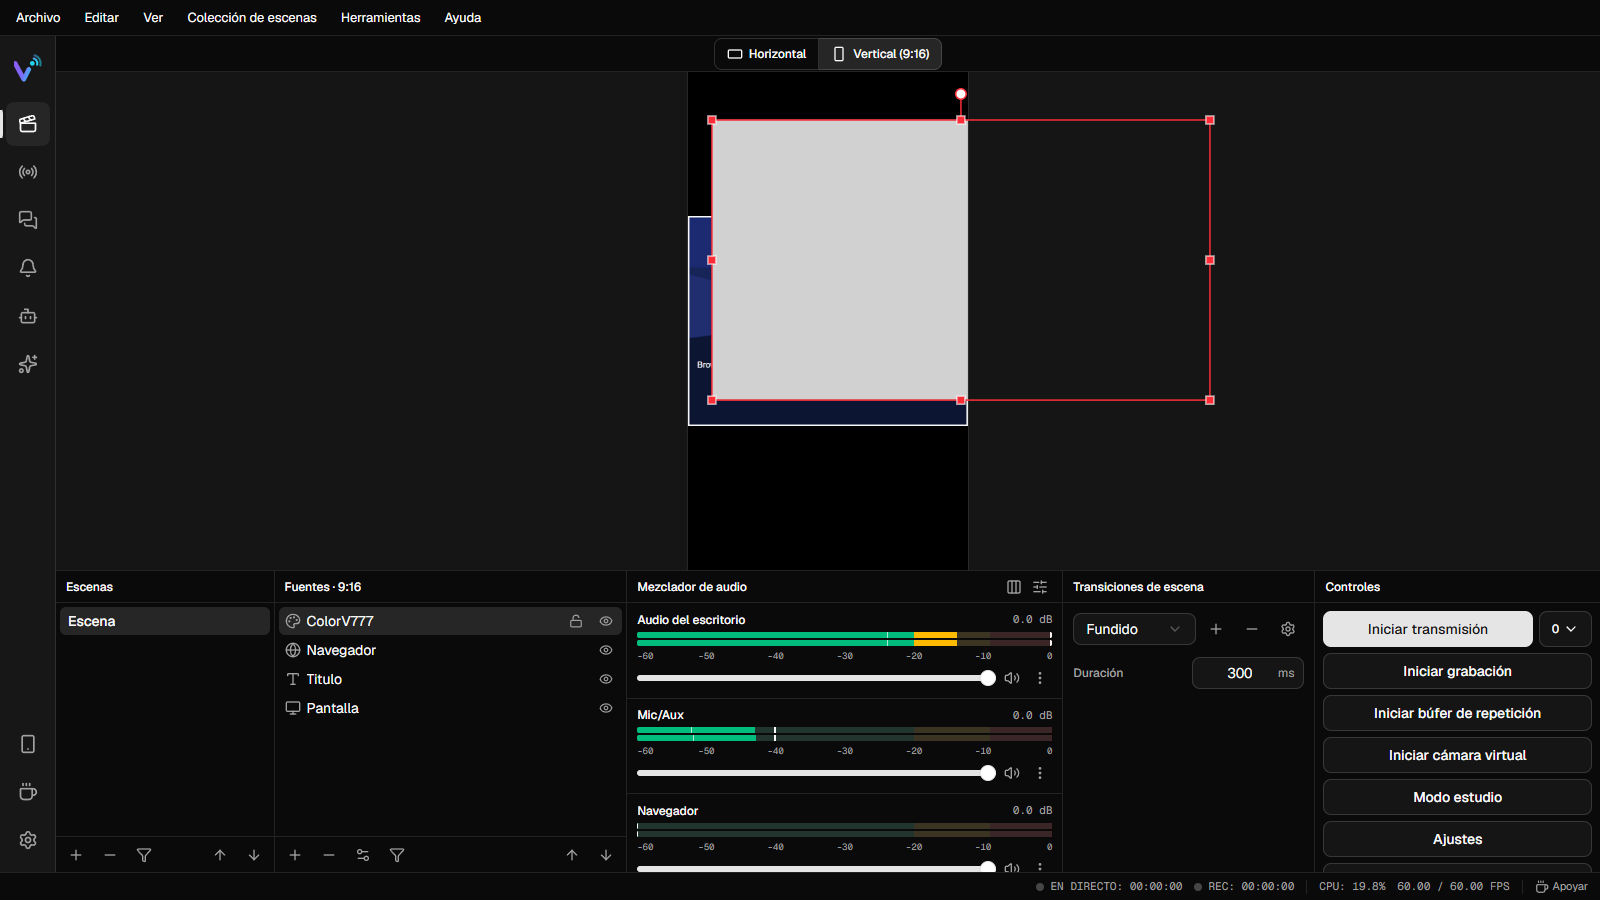 Archivo Editar Ver Colección de escenas Herramientas Ayuda
Horizontal Vertical (9:16)
Bro
Escenas
Escena
Fuentes · 9:16
ColorV777
Navegador
Titulo
Pantalla
Mezclador de audio
Audio del escritorio 0.0 dB
-60 -50 -40 -30 -20 -10 0
Mic/Aux 0.0 dB
-60 -50 -40 -30 -20 -10 0
Navegador 0.0 dB
-60 -50 -40 -30 -20 -10 0
Transiciones de escena
Fundido
Duración 300 ms
Controles
Iniciar transmisión 0
Iniciar grabación
Iniciar búfer de repetición
Iniciar cámara virtual
Modo estudio
Ajustes
EN DIRECTO: 00:00:00 REC: 00:00:00 CPU: 19.8% 60.00 / 60.00 FPS Apoyar